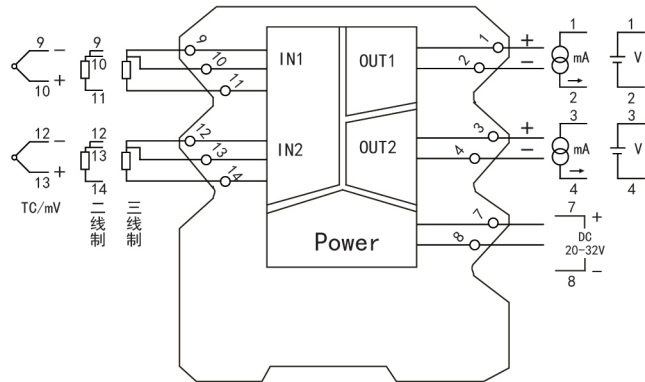 9 −
10 +
9
10
11
9
10
11
IN1
OUT1
1 +
2 −
1
mA
2
1
V
2
12 −
13 +
12
13
14
12
13
14
IN2
OUT2
3 +
4 −
3
mA
4
3
V
4
TC/mV
二线制
三线制
Power
7
8
7 +
DC
20-32V
8 −